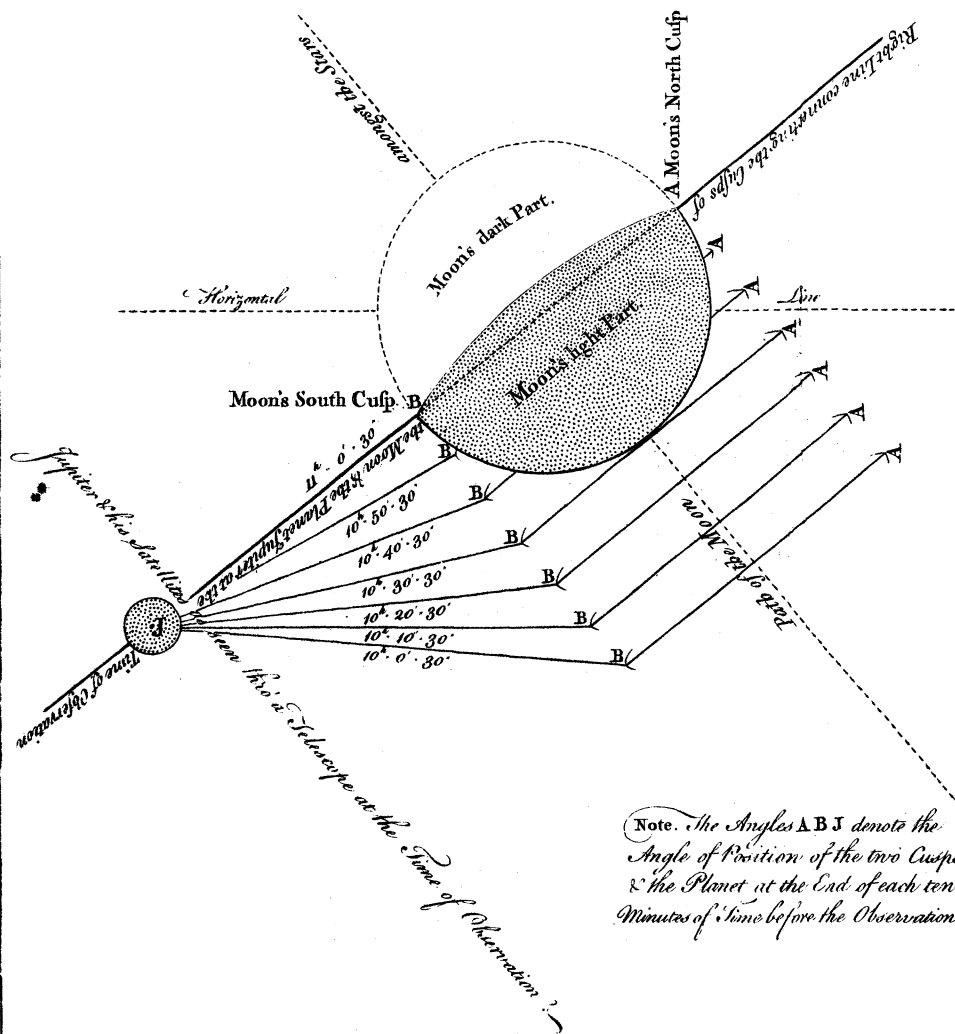 amongst the Stars
A Moon's North Cuſp
Right Line connecting the Cuſps of
Moon's dark Part.
A
A
Horizontal
Line
Moon's light Part
A
A
Moon's South Cuſp B
A
A
11ʰ · 0′ · 30′
the Moon & the Planet Jupiter at the
B
10ʰ · 50 · 30
B
10ʰ · 40′ · 30′
B
10ʰ · 30′ · 30′
B
10ʰ · 20′ · 30′
B
10ʰ · 10′ · 30′
B
10ʰ · 0′ · 30′
Path of the Moon
J.
Time of Obſervation
Jupiter & his Satellites as seen thro' a Telescope at the Time of Observation
Note. The Angles A B J denote the
Angle of Position of the two Cusps
& the Planet at the End of each ten
Minutes of Time before the Observation